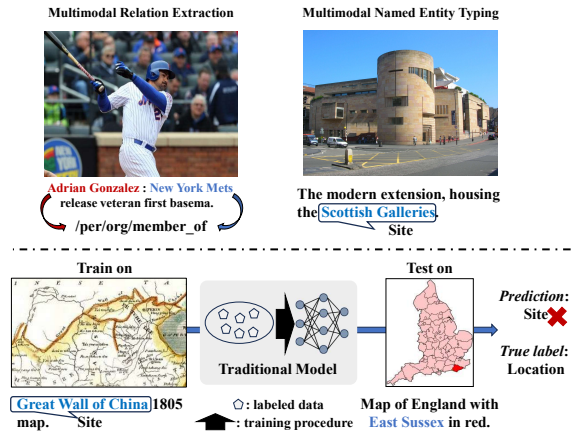 Multimodal Relation Extraction
Multimodal Named Entity Typing
Adrian Gonzalez : New York Mets
release veteran first basema.
/per/org/member_of
The modern extension, housing
the Scottish Galleries.
Site
Train on
Test on
Traditional Model
Prediction:
Site
True label:
Location
Great Wall of China 1805
map.
Site
: labeled data
: training procedure
Map of England with
East Sussex in red.